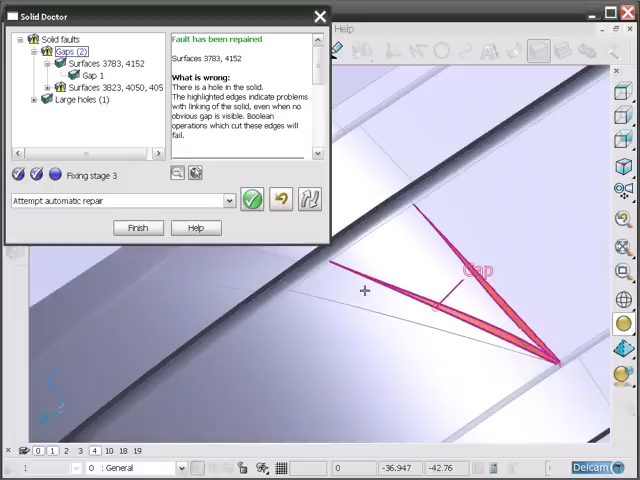 Solid Doctor
Help
Solid faults
Gaps (2)
Surfaces 3783, 4152
Gap 1
Surfaces 3823, 4050, 405
Large holes (1)
Fault has been repaired
Surfaces 3783, 4152
What is wrong:
There is a hole in the solid.
The highlighted edges indicate problems
with linking of the solid, even when no
obvious gap is visible. Boolean
operations which cut these edges will
fail.
Fixing stage 3
Attempt automatic repair
Finish
Help
Gap
0 1 2 3 4 10 18 19
1
0 : General
0
-36.947
-42.76
Delcam